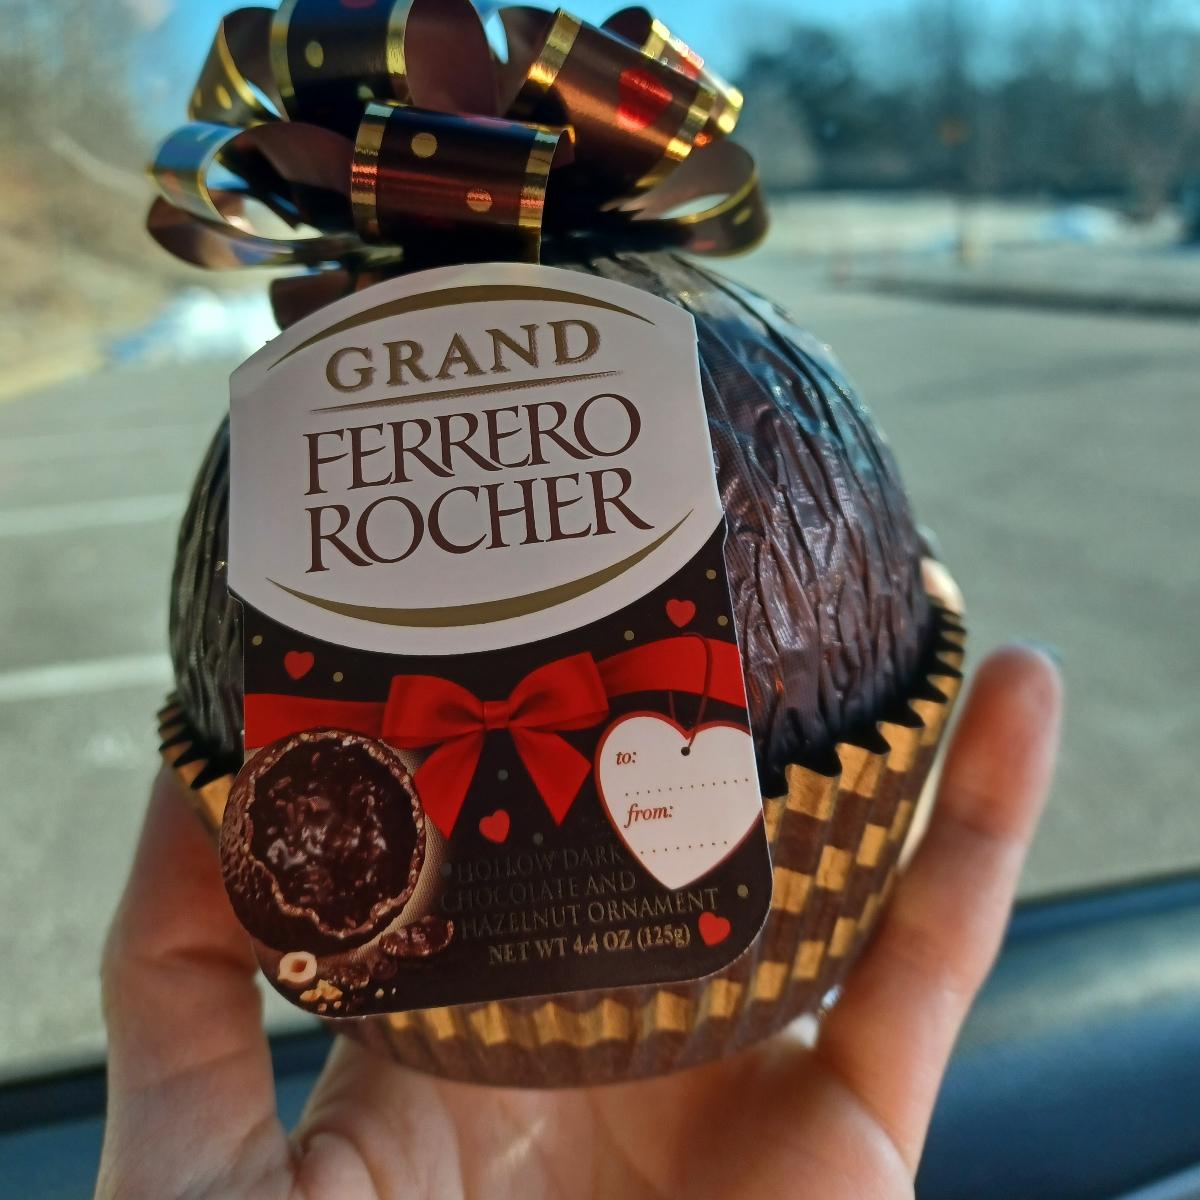 GRAND
FERRERO
ROCHER
to:
from:
HOLLOW DARK
CHOCOLATE AND
HAZELNUT ORNAMENT
NET WT 4.4 OZ (125g)